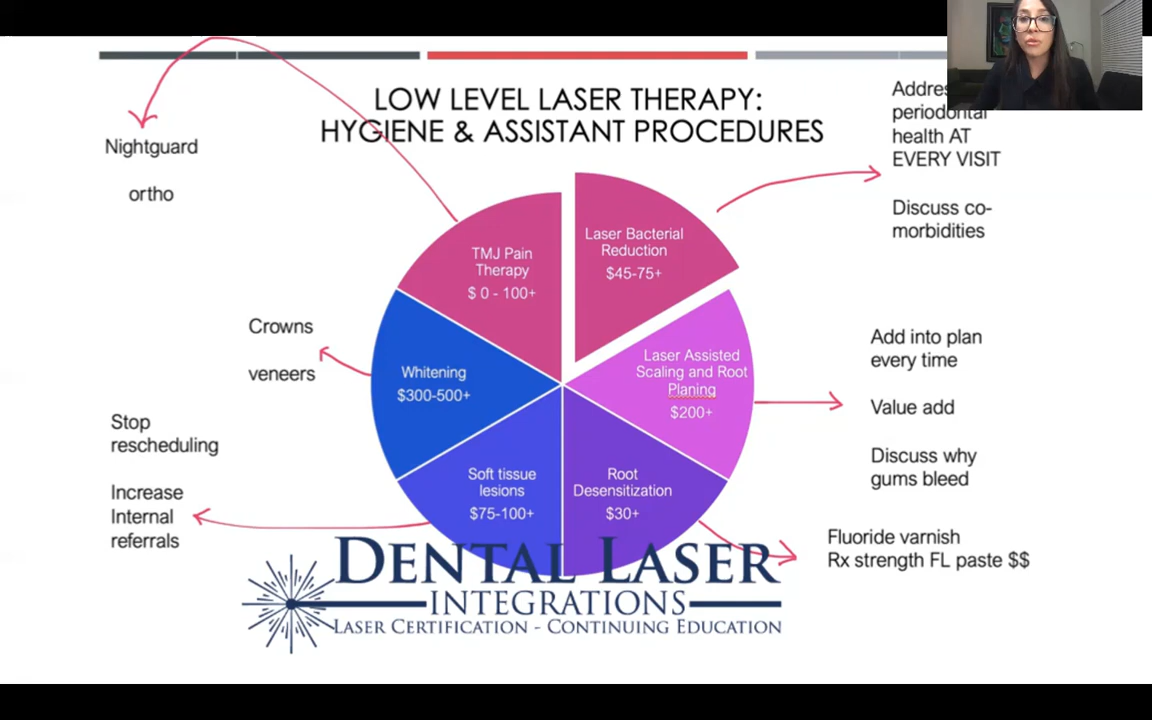 LOW LEVEL LASER THERAPY:
HYGIENE & ASSISTANT PROCEDURES
Nightguard
ortho
periodontal
health AT
EVERY VISIT
Discuss co-
morbidities
Laser Bacterial
Reduction
$45-75+
TMJ Pain
Therapy
$ 0 - 100+
Crowns
veneers
Whitening
$300-500+
Laser Assisted
Scaling and Root
Planing
$200+
Add into plan
every time
Value add
Discuss why
gums bleed
Stop
rescheduling
Increase
Internal
referrals
Soft tissue
lesions
$75-100+
Root
Desensitization
$30+
Fluoride varnish
Rx strength FL paste $$
DENTAL LASER
INTEGRATIONS
LASER CERTIFICATION - CONTINUING EDUCATION